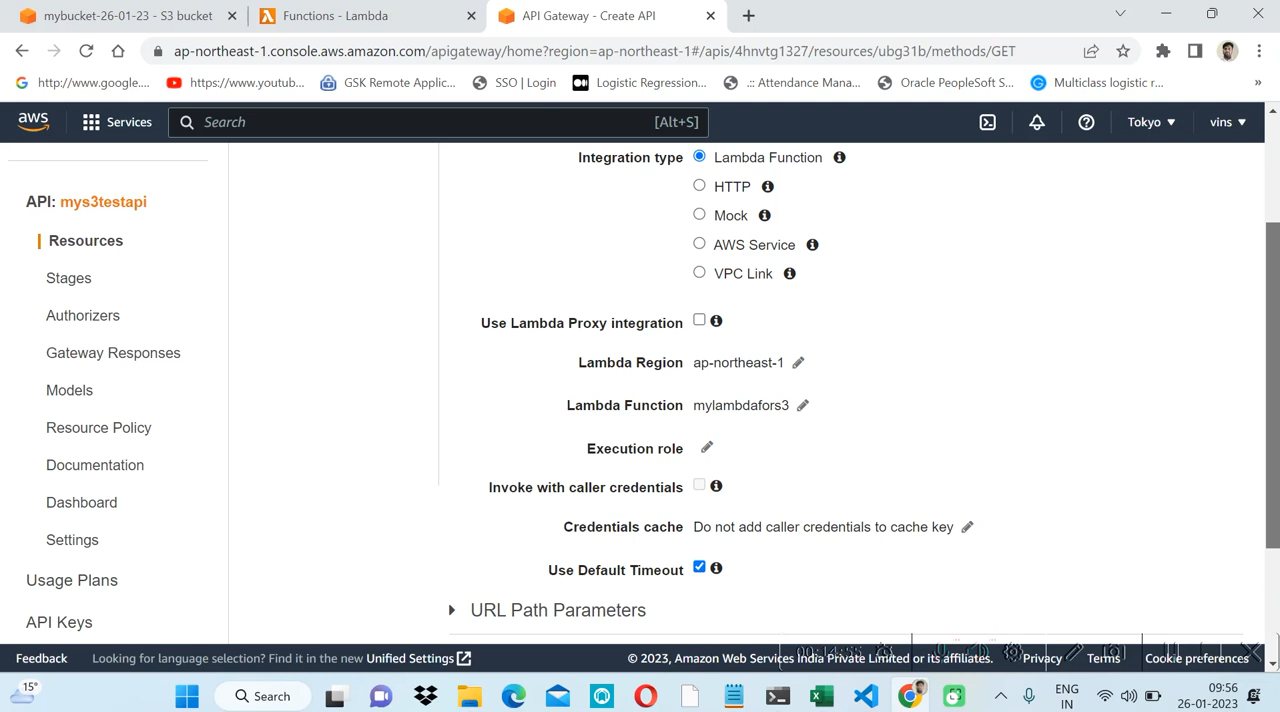 mybucket-26-01-23 - S3 bucket
Functions - Lambda
API Gateway - Create API
ap-northeast-1.console.aws.amazon.com/apigateway/home?region=ap-northeast-1#/apis/4hnvtg1327/resources/ubg31b/methods/GET
http://www.google.... https://www.youtub... GSK Remote Applic... SSO | Login Logistic Regression... .:: Attendance Mana... Oracle PeopleSoft S... Multiclass logistic r... »
aws Services Search [Alt+S] Tokyo vins
Integration type Lambda Function
HTTP
Mock
AWS Service
VPC Link
Use Lambda Proxy integration
Lambda Region ap-northeast-1
Lambda Function mylambdafors3
Execution role
Invoke with caller credentials
Credentials cache Do not add caller credentials to cache key
Use Default Timeout
URL Path Parameters
API: mys3testapi
Resources
Stages
Authorizers
Gateway Responses
Models
Resource Policy
Documentation
Dashboard
Settings
Usage Plans
API Keys
Feedback Looking for language selection? Find it in the new Unified Settings © 2023, Amazon Web Services India Private Limited or its affiliates. Privacy Terms Cookie preferences
00:14:55
15° Search ENG IN 09:56 26-01-2023